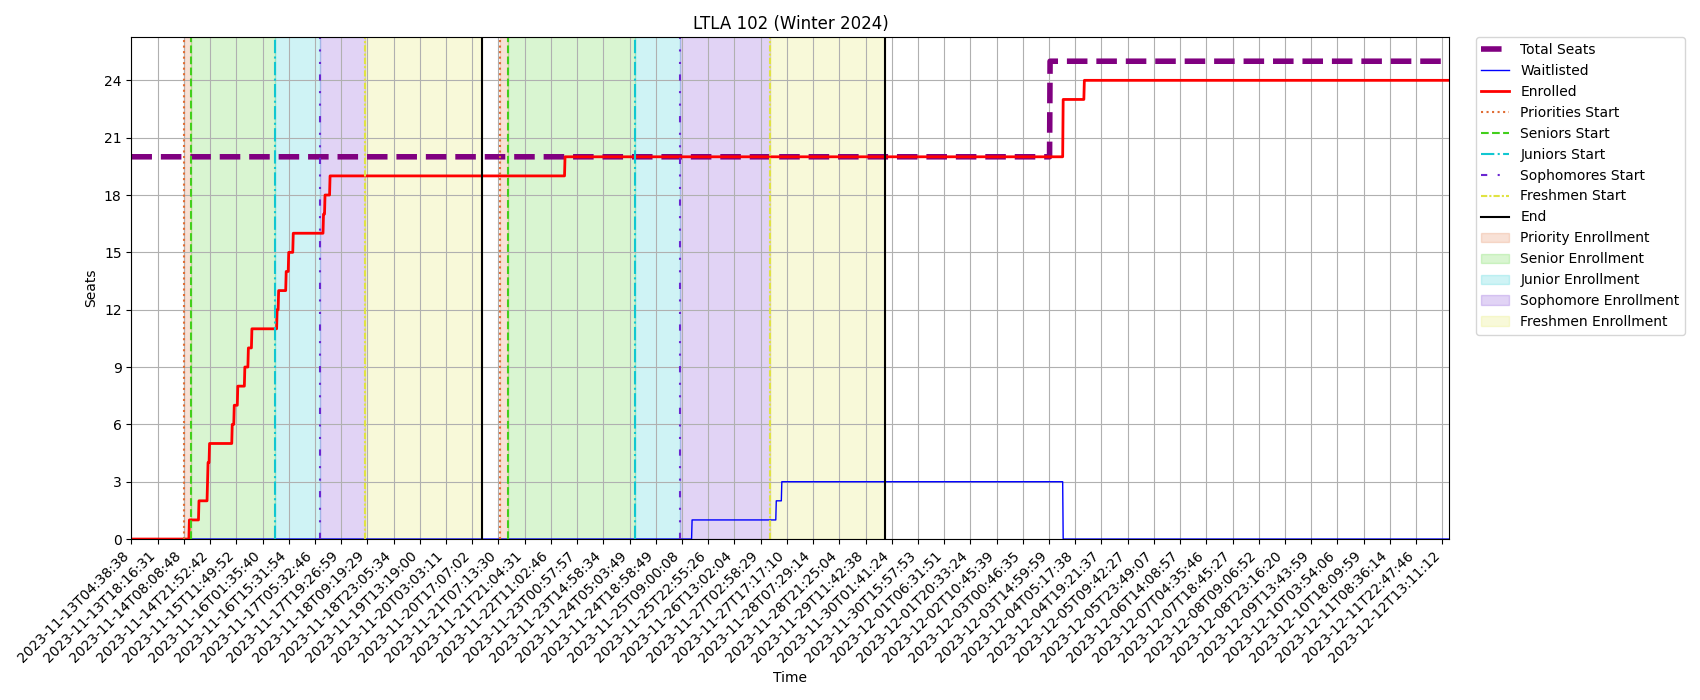 LTLA 102 (Winter 2024)
Seats
24
21
18
15
12
9
6
3
0
2023-11-13T04:38:38
2023-11-13T18:16:31
2023-11-14T08:08:48
2023-11-14T21:52:42
2023-11-15T11:49:52
2023-11-16T01:35:40
2023-11-16T15:31:54
2023-11-17T05:32:46
2023-11-17T19:26:59
2023-11-18T09:19:29
2023-11-18T23:05:34
2023-11-19T13:19:00
2023-11-20T03:03:11
2023-11-20T17:07:02
2023-11-21T07:13:30
2023-11-21T21:04:31
2023-11-22T11:02:46
2023-11-23T00:57:57
2023-11-23T14:58:34
2023-11-24T05:03:49
2023-11-24T18:58:49
2023-11-25T09:00:08
2023-11-25T22:55:26
2023-11-26T13:02:04
2023-11-27T02:58:29
2023-11-27T17:17:10
2023-11-28T07:29:14
2023-11-28T21:25:04
2023-11-29T11:42:38
2023-11-30T01:41:24
2023-11-30T15:57:53
2023-12-01T06:31:51
2023-12-01T20:33:24
2023-12-02T10:45:39
2023-12-03T00:46:35
2023-12-03T14:59:59
2023-12-04T05:17:38
2023-12-04T19:21:37
2023-12-05T09:42:27
2023-12-05T23:49:07
2023-12-06T14:08:57
2023-12-07T04:35:46
2023-12-07T18:45:27
2023-12-08T09:06:52
2023-12-08T23:16:20
2023-12-09T13:43:59
2023-12-10T03:54:06
2023-12-10T18:09:59
2023-12-11T08:36:14
2023-12-11T22:47:46
2023-12-12T13:11:12
Time
Total Seats
Waitlisted
Enrolled
Priorities Start
Seniors Start
Juniors Start
Sophomores Start
Freshmen Start
End
Priority Enrollment
Senior Enrollment
Junior Enrollment
Sophomore Enrollment
Freshmen Enrollment